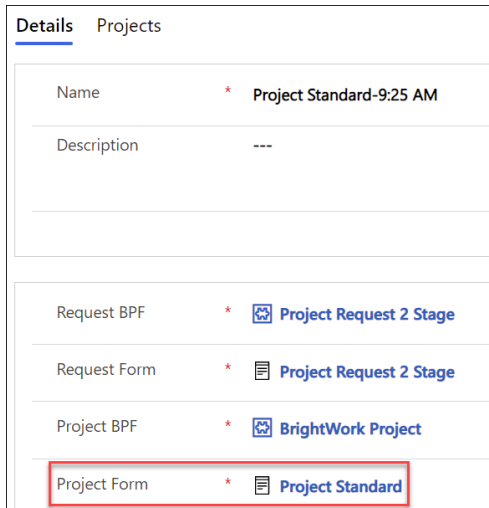 Details Projects
Name * Project Standard-9:25 AM
Description ---
Request BPF * Project Request 2 Stage
Request Form * Project Request 2 Stage
Project BPF * BrightWork Project
Project Form * Project Standard